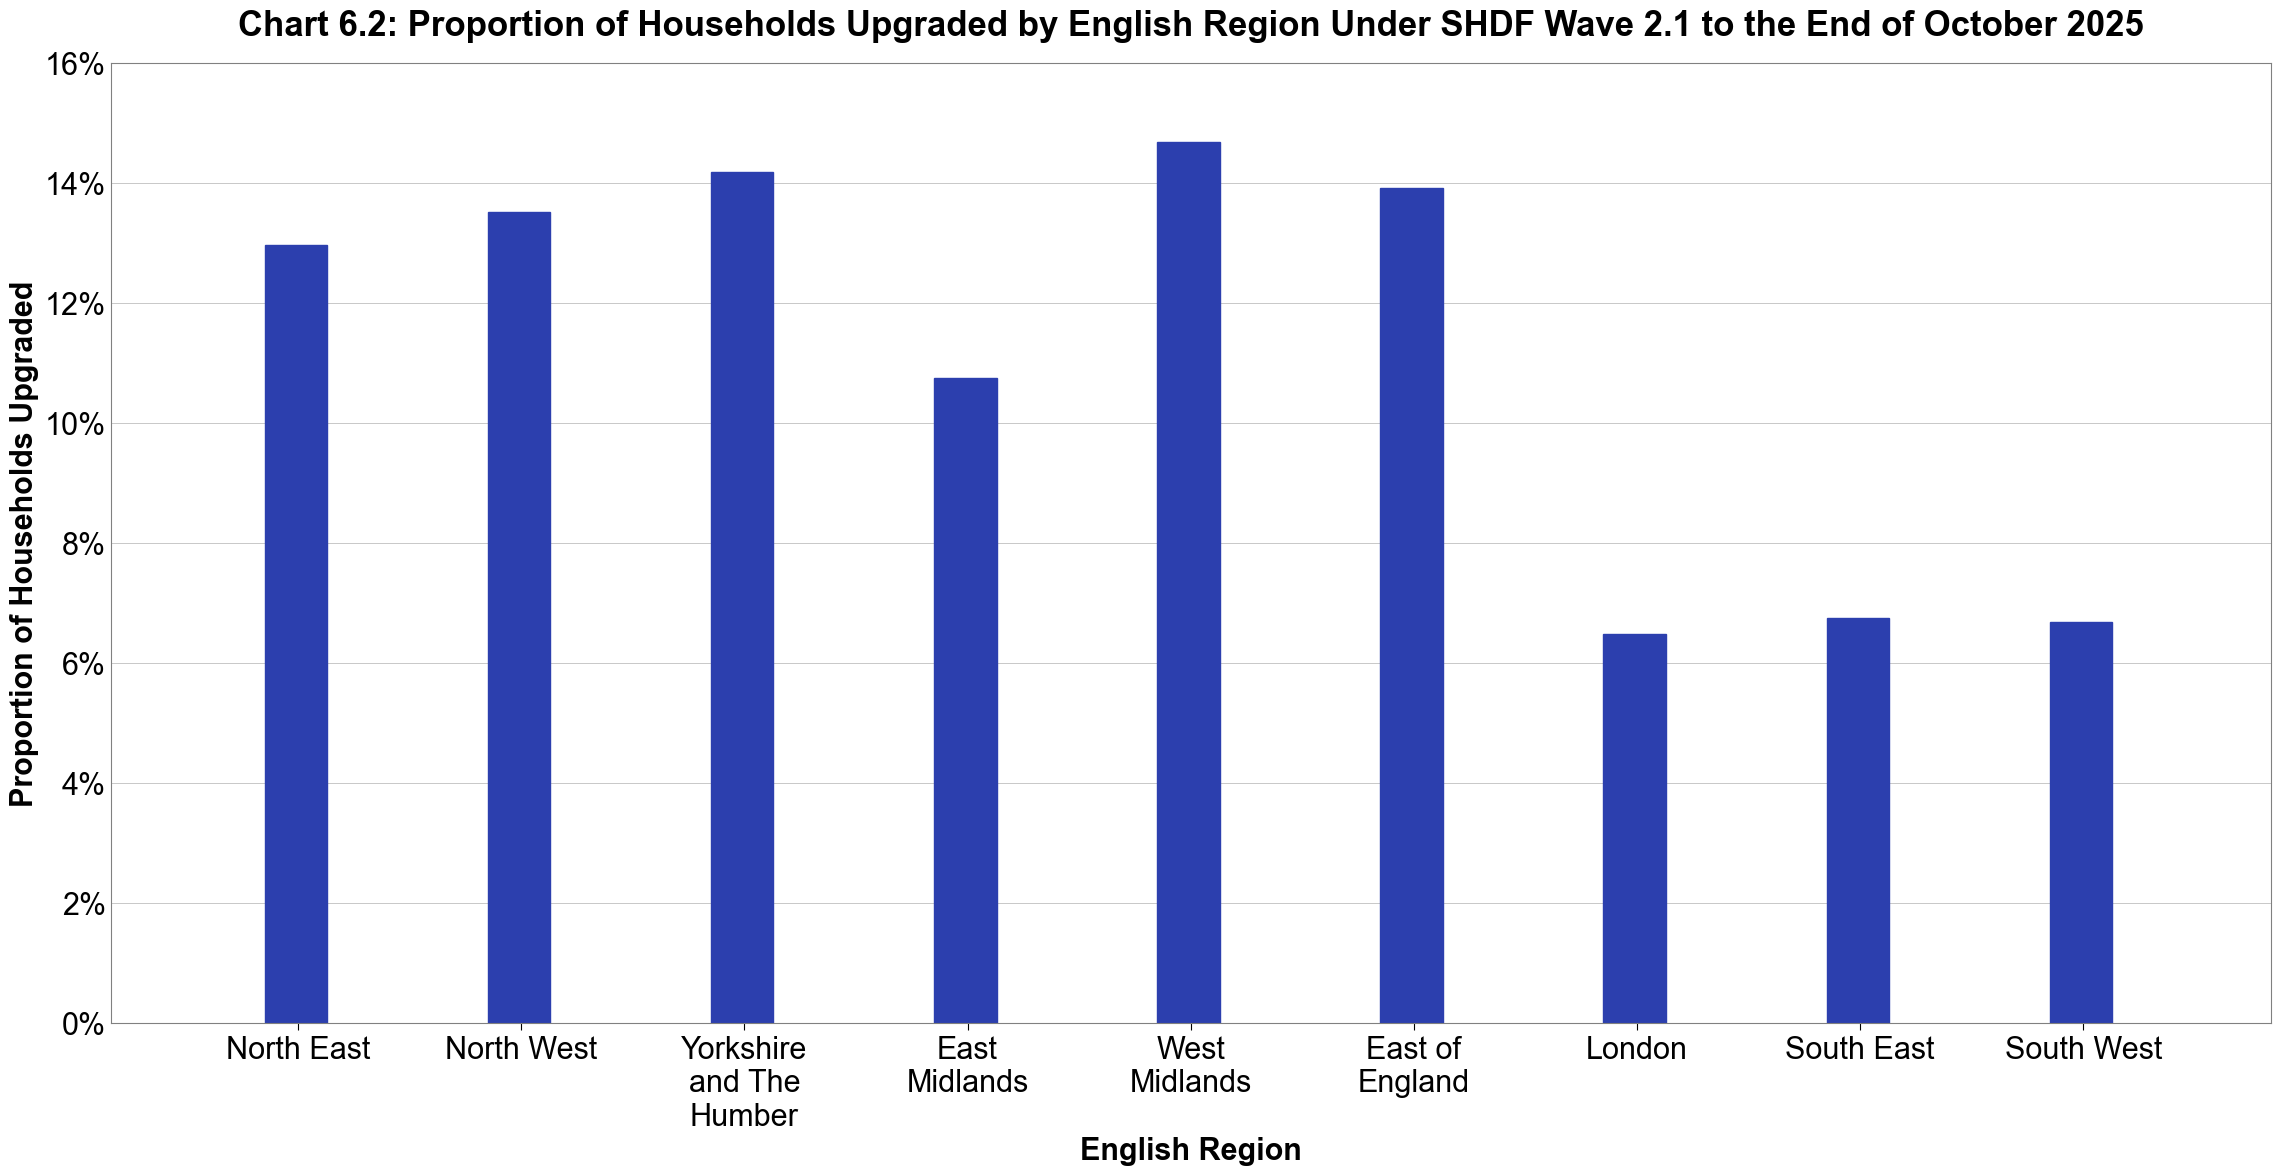 Chart 6.2: Proportion of Households Upgraded by English Region Under SHDF Wave 2.1 to the End of October 2025
Proportion of Households Upgraded
16%
14%
12%
10%
8%
6%
4%
2%
0%
North East
North West
Yorkshire
and The
Humber
East
Midlands
West
Midlands
East of
England
London
South East
South West
English Region